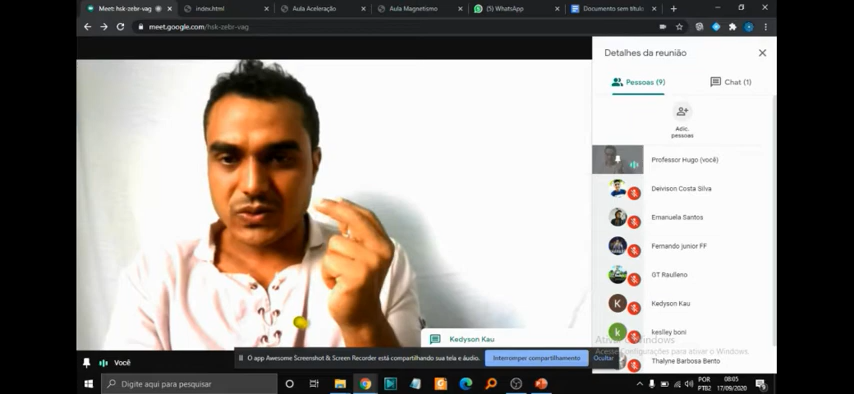 Meet: hsk-zebr-vag
index.html
Aula Aceleração
Aula Magnetismo
(5) WhatsApp
Documento sem título
meet.google.com/hsk-zebr-vag
Detalhes da reunião
Pessoas (9)
Chat (1)
Adic.
pessoas
Professor Hugo (você)
Deivison Costa Silva
Emanuela Santos
Fernando junior FF
GT Raulleno
K
Kedyson Kau
k
keslley boni
Thalyne Barbosa Bento
Kedyson Kau
Ativar o Windows
Acesse Configurações para ativar o Windows.
Você
O app Awesome Screenshot & Screen Recorder está compartilhando sua tela e áudio.
Interromper compartilhamento
Ocultar
Digite aqui para pesquisar
POR
PTB2
08:05
17/09/2020